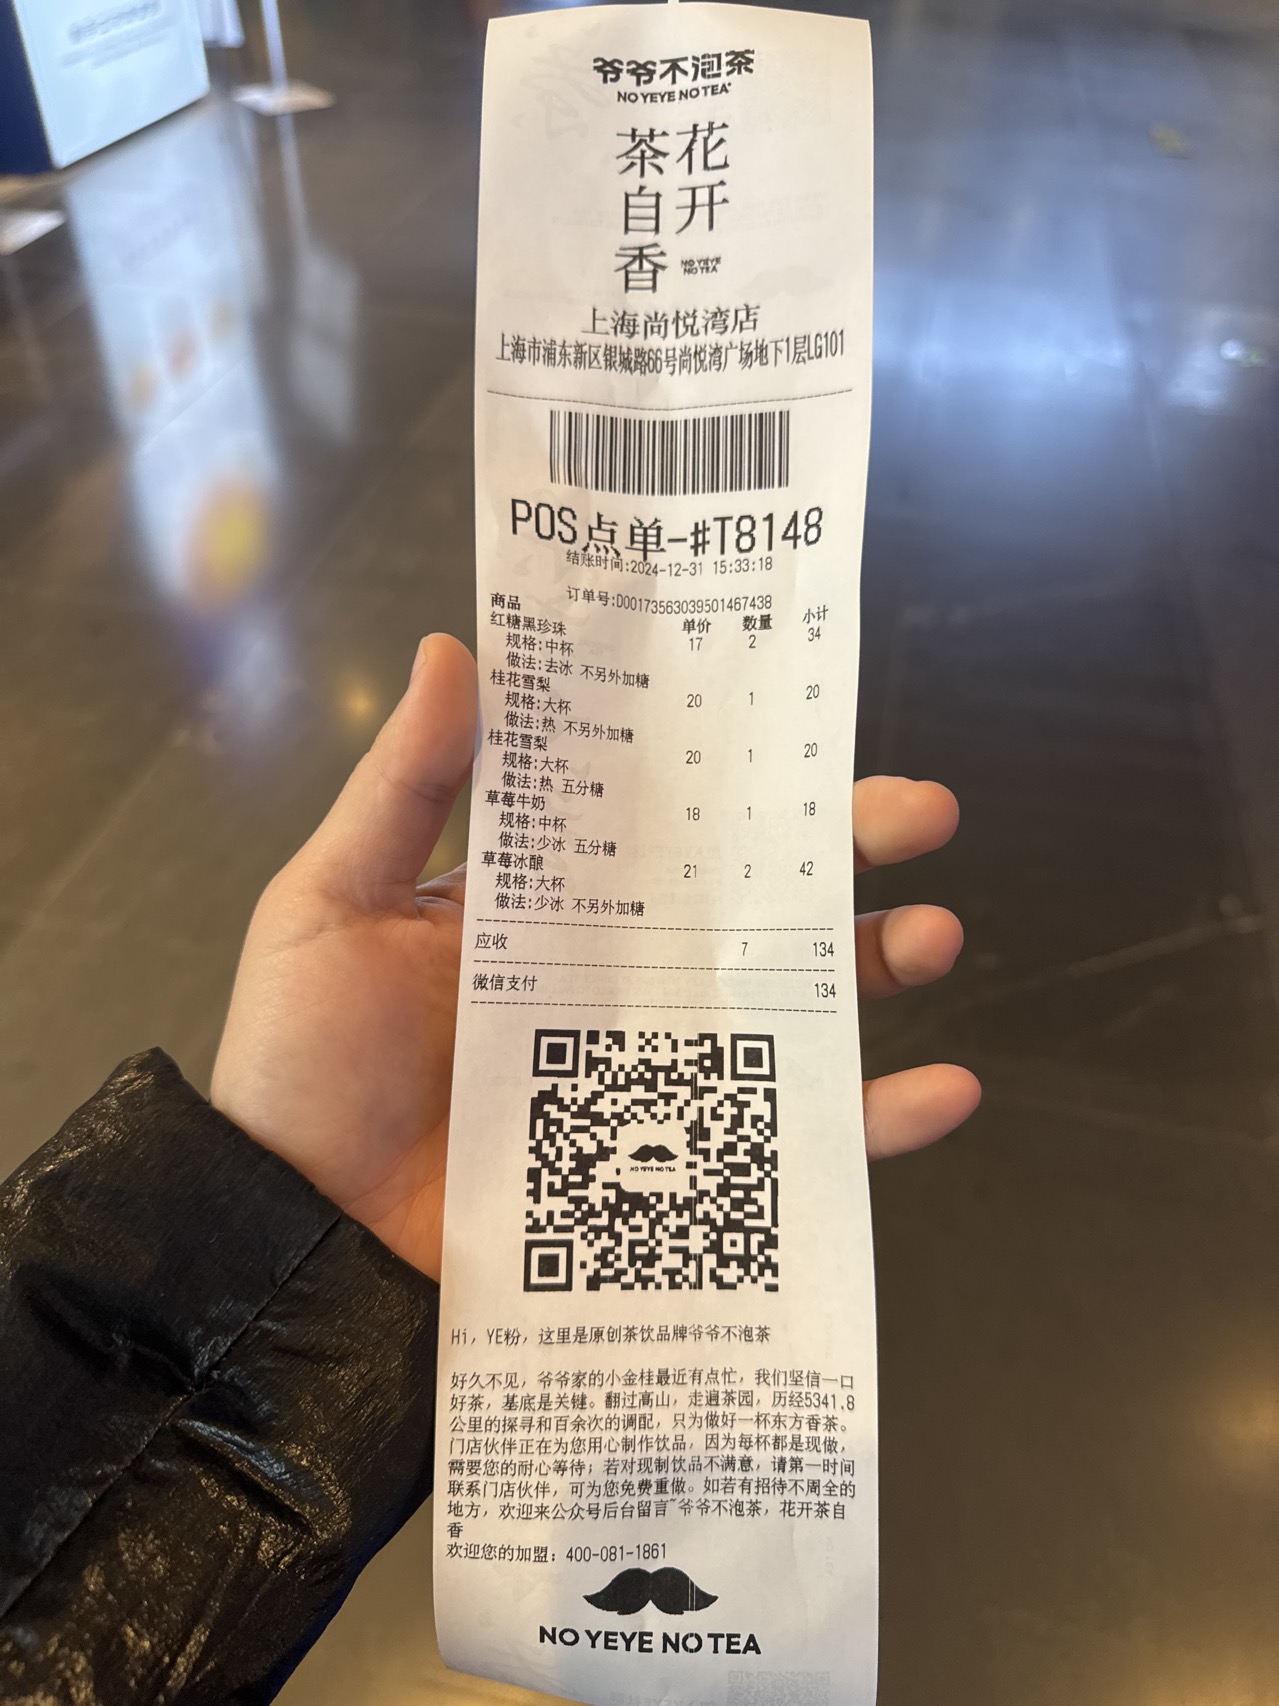 爷爷不泡茶
NO YEYE NO TEA
花开
茶自香
NO YEYE
NO TEA
上海尚悦湾店
上海市浦东新区银城路66号尚悦湾广场地下1层LG101
POS点单-#T8148
结账时间:2024-12-31 15:33:18
订单号:D001735630395014 67438
商品 单价 数量 小计
红糖黑珍珠 17 2 34
规格:中杯
做法:去冰 不另外加糖
桂花雪梨 20 1 20
规格:大杯
做法:热 不另外加糖
桂花雪梨 20 1 20
规格:大杯
做法:热 五分糖
草莓牛奶 18 1 18
规格:中杯
做法:少冰 五分糖
草莓冰酿 21 2 42
规格:大杯
做法:少冰 不另外加糖
应收 7 134
微信支付 134
NO YEYE NO TEA
Hi, YE粉, 这里是原创茶饮品牌爷爷不泡茶
好久不见, 爷爷家的小金桂最近有点忙, 我们坚信一口
好茶, 基底是关键。翻过高山, 走遍茶园, 历经5341.8
公里的探寻和百余次的调配, 只为做好一杯东方香茶。
门店伙伴正在为您用心制作饮品, 因为每杯都是现做,
需要您的耐心等待; 若对现制饮品不满意, 请第一时间
联系门店伙伴, 可为您免费重做。如若有招待不周全的
地方, 欢迎来公众号后台留言~爷爷不泡茶, 花开茶自
香
欢迎您的加盟: 400-081-1861
NO YEYE NO TEA